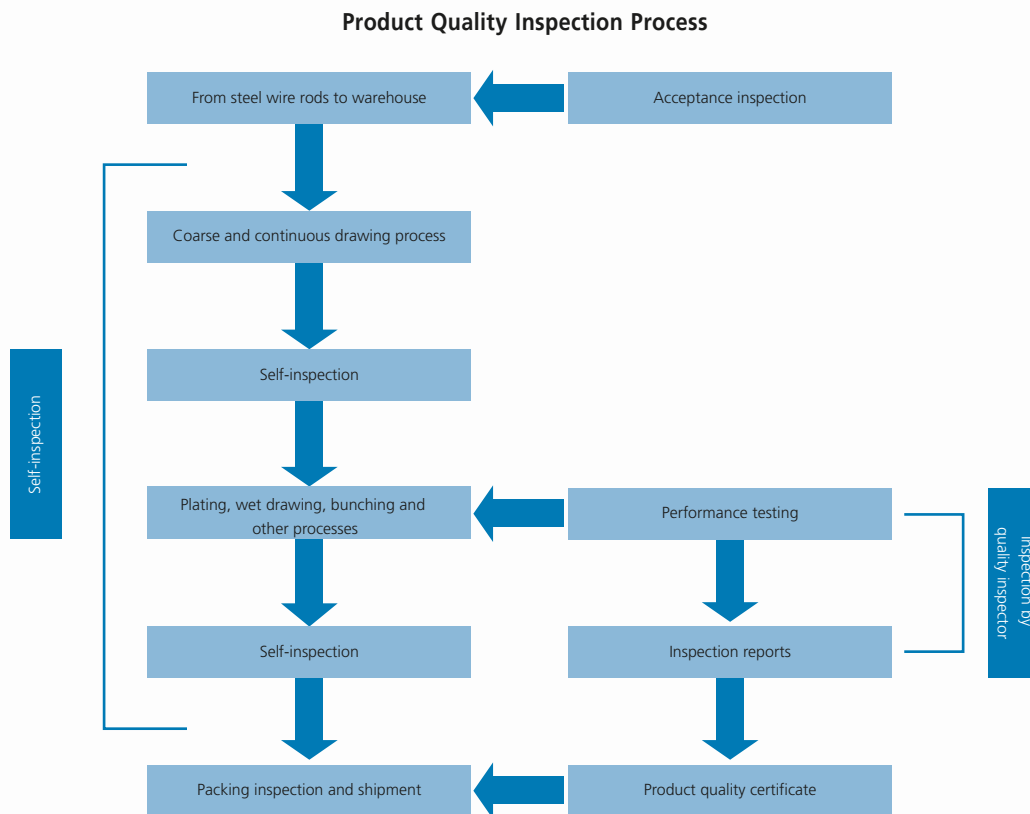 Product Quality Inspection Process
From steel wire rods to warehouse
Acceptance inspection
Coarse and continuous drawing process
Self-inspection
Self-inspection
Plating, wet drawing, bunching and
other processes
Performance testing
Inspection by
quality inspector
Self-inspection
Inspection reports
Packing inspection and shipment
Product quality certificate